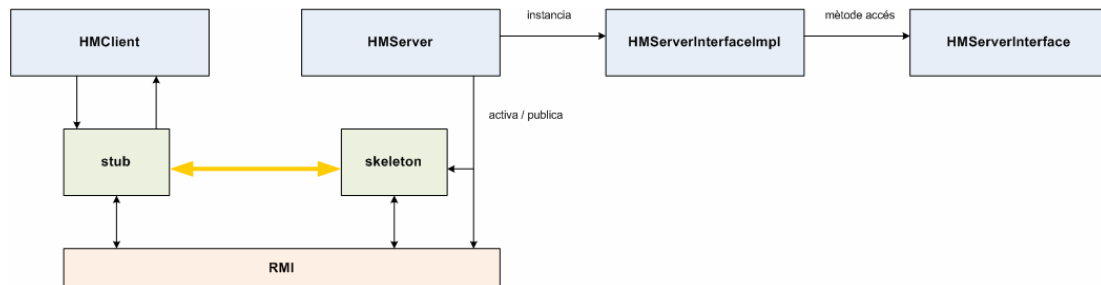 instancia
mètode accés
HMClient
HMServer
HMServerInterfaceImpl
HMServerInterface
activa / publica
stub
skeleton
RMI